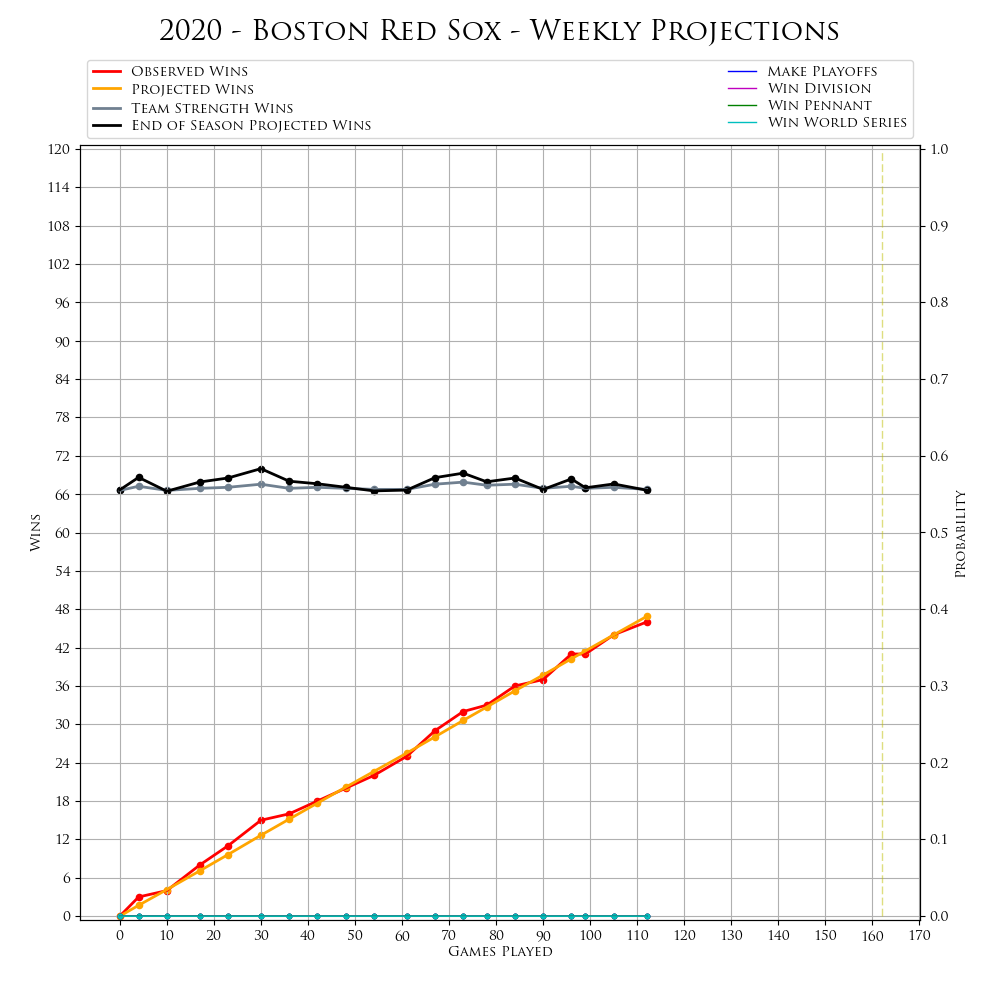 2020 - Boston Red Sox - Weekly Projections
Observed Wins
Projected Wins
Team Strength Wins
End of Season Projected Wins
Make Playoffs
Win Division
Win Pennant
Win World Series
120
114
108
102
96
90
84
78
72
66
60
54
48
42
36
30
24
18
12
6
0
Wins
1.0
0.9
0.8
0.7
0.6
0.5
0.4
0.3
0.2
0.1
0.0
Probability
0 10 20 30 40 50 60 70 80 90 100 110 120 130 140 150 160 170
Games Played